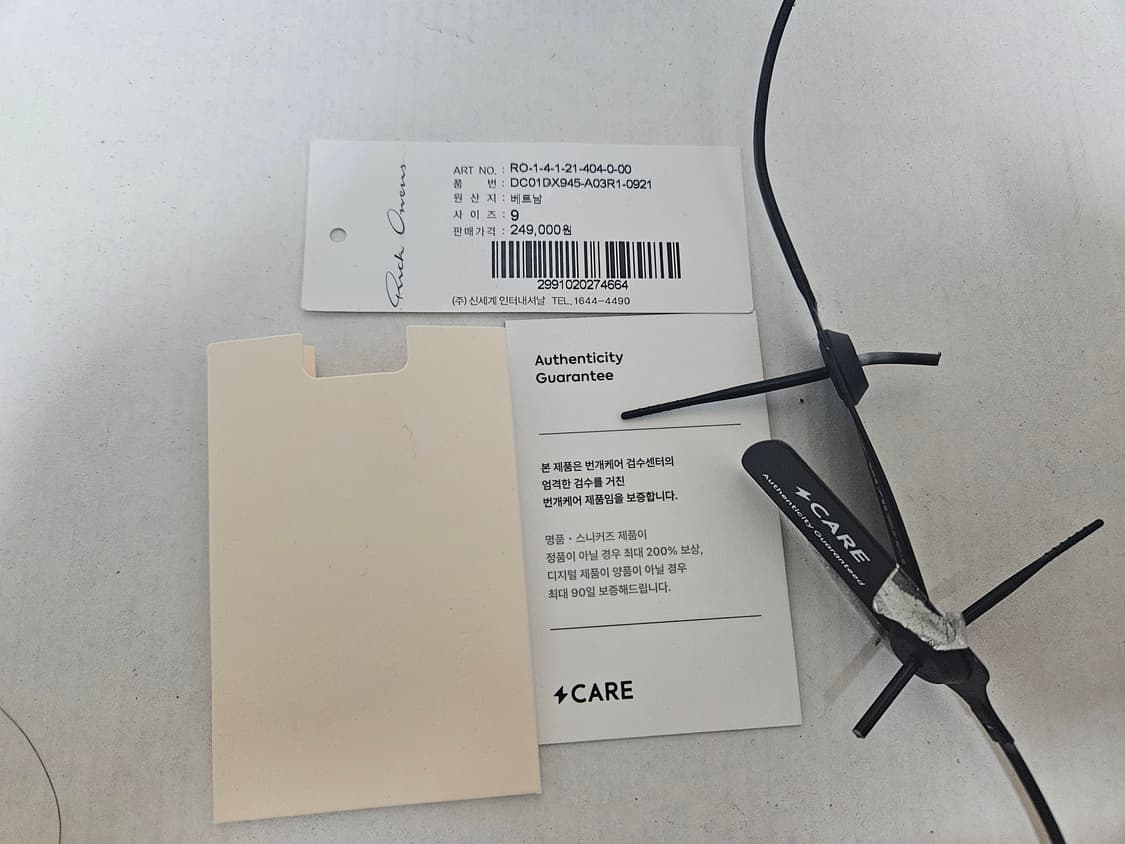 Rick Owens
ART NO. : RO-1-4-1-21-404-0-00
품 번 : DC01DX945-A03R1-0921
원 산 지 : 베트남
사 이 즈 : 9
판매가격 : 249,000원
2991020274664
(주) 신세계 인터내셔날 TEL. 1644-4490
Authenticity
Guarantee
본 제품은 번개케어 검수센터의
엄격한 검수를 거친
번개케어 제품임을 보증합니다.
명품 · 스니커즈 제품이
정품이 아닐 경우 최대 200% 보상,
디지털 제품이 양품이 아닐 경우
최대 90일 보증해드립니다.
CARE
CARE
Authenticity Guaranteed